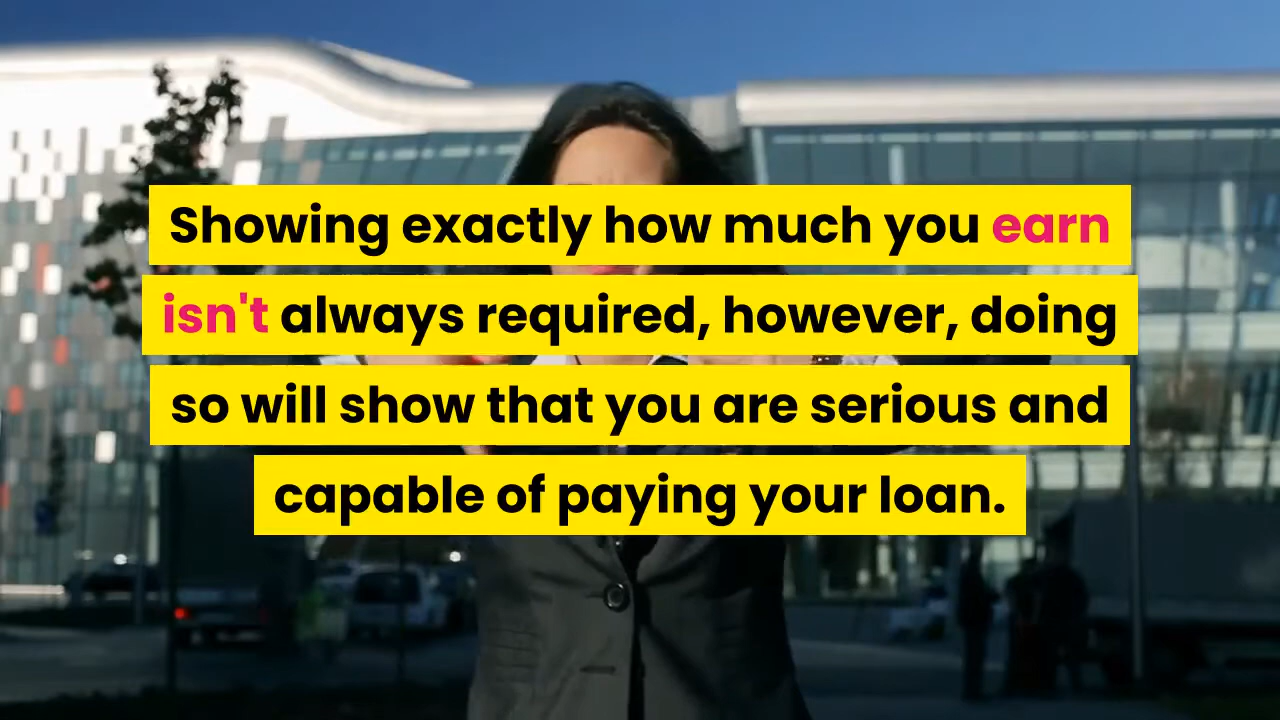 Showing exactly how much you earn
isn't always required, however, doing
so will show that you are serious and
capable of paying your loan.